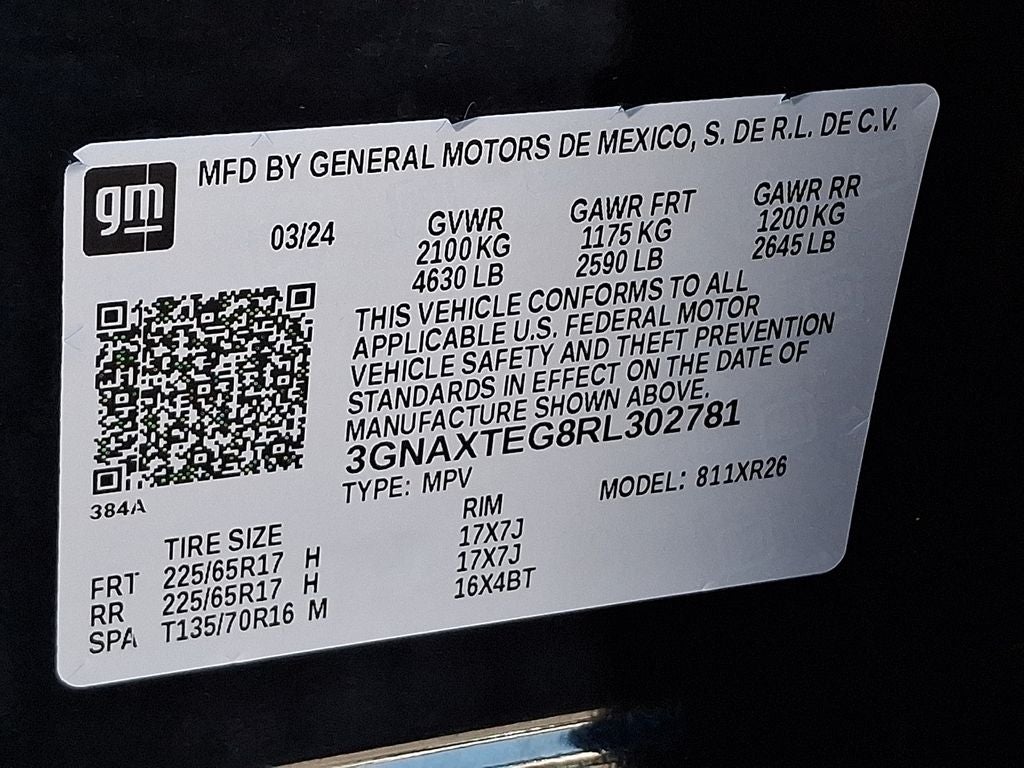 gm
MFD BY GENERAL MOTORS DE MEXICO, S. DE R.L. DE C.V.
03/24 GVWR GAWR FRT GAWR RR
2100 KG 1175 KG 1200 KG
4630 LB 2590 LB 2645 LB
THIS VEHICLE CONFORMS TO ALL
APPLICABLE U.S. FEDERAL MOTOR
VEHICLE SAFETY AND THEFT PREVENTION
STANDARDS IN EFFECT ON THE DATE OF
MANUFACTURE SHOWN ABOVE.
3GNAXTEG8RL302781
384A
TYPE: MPV MODEL: 811XR26
TIRE SIZE RIM
FRT 225/65R17 H 17X7J
RR 225/65R17 H 17X7J
SPA T135/70R16 M 16X4BT